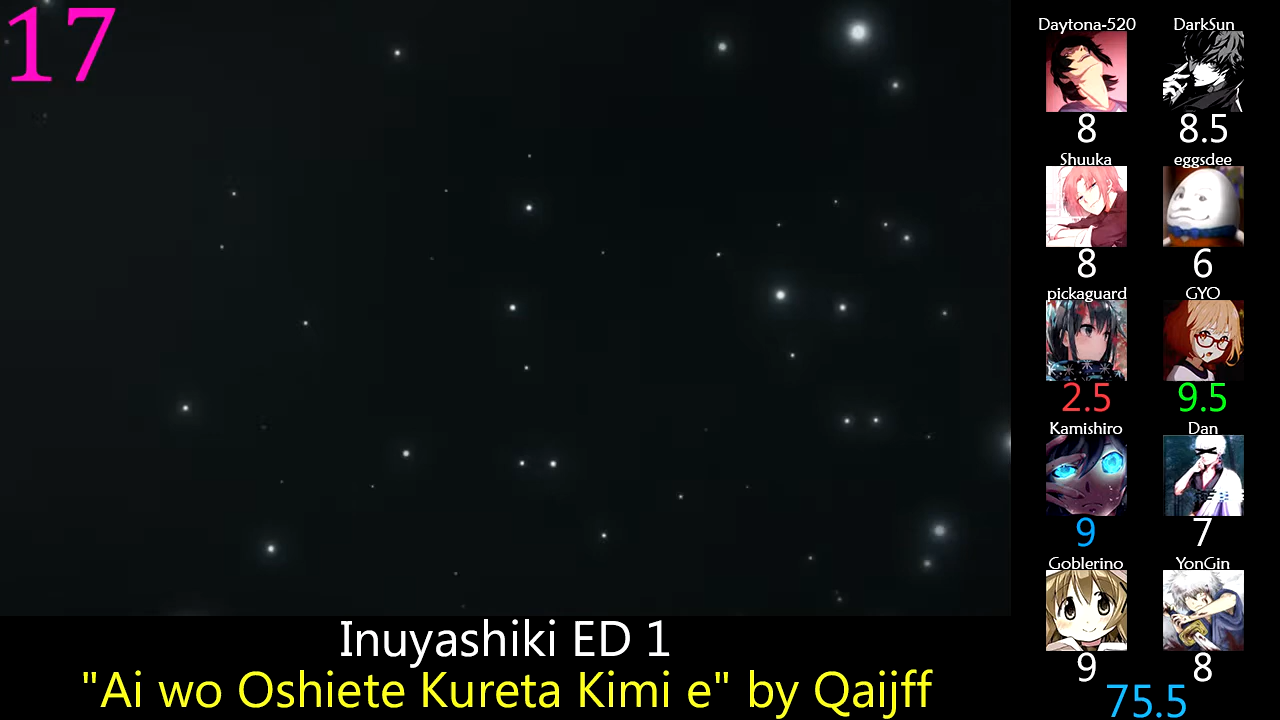 17
Daytona-520 DarkSun
8 8.5
Shuuka eggsdee
8 6
pickaguard GYO
2.5 9.5
Kamishiro Dan
9 7
Goblerino YonGin
9 8
75.5
Inuyashiki ED 1
"Ai wo Oshiete Kureta Kimi e" by Qaijff